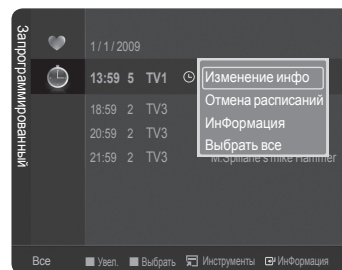 Запрограммированный
1 / 1 / 2009
13:59 5 TV1
18:59 2 TV3
20:59 2 TV3
21:59 2 TV3 M.Spillane's mike Hammer
Изменение инфо
Отмена расписаний
ИнФормация
Выбрать все
Все Увел. Выбрать Инструменты ИнФормация